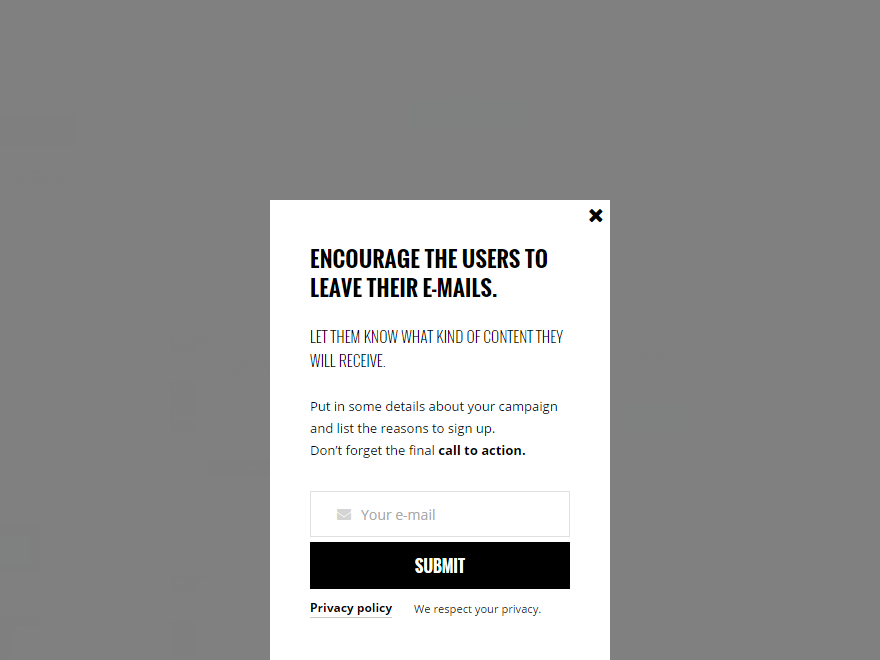 ENCOURAGE THE USERS TO
LEAVE THEIR E-MAILS.
LET THEM KNOW WHAT KIND OF CONTENT THEY
WILL RECEIVE.
Put in some details about your campaign
and list the reasons to sign up.
Don't forget the final call to action.
Your e-mail
SUBMIT
Privacy policy We respect your privacy.